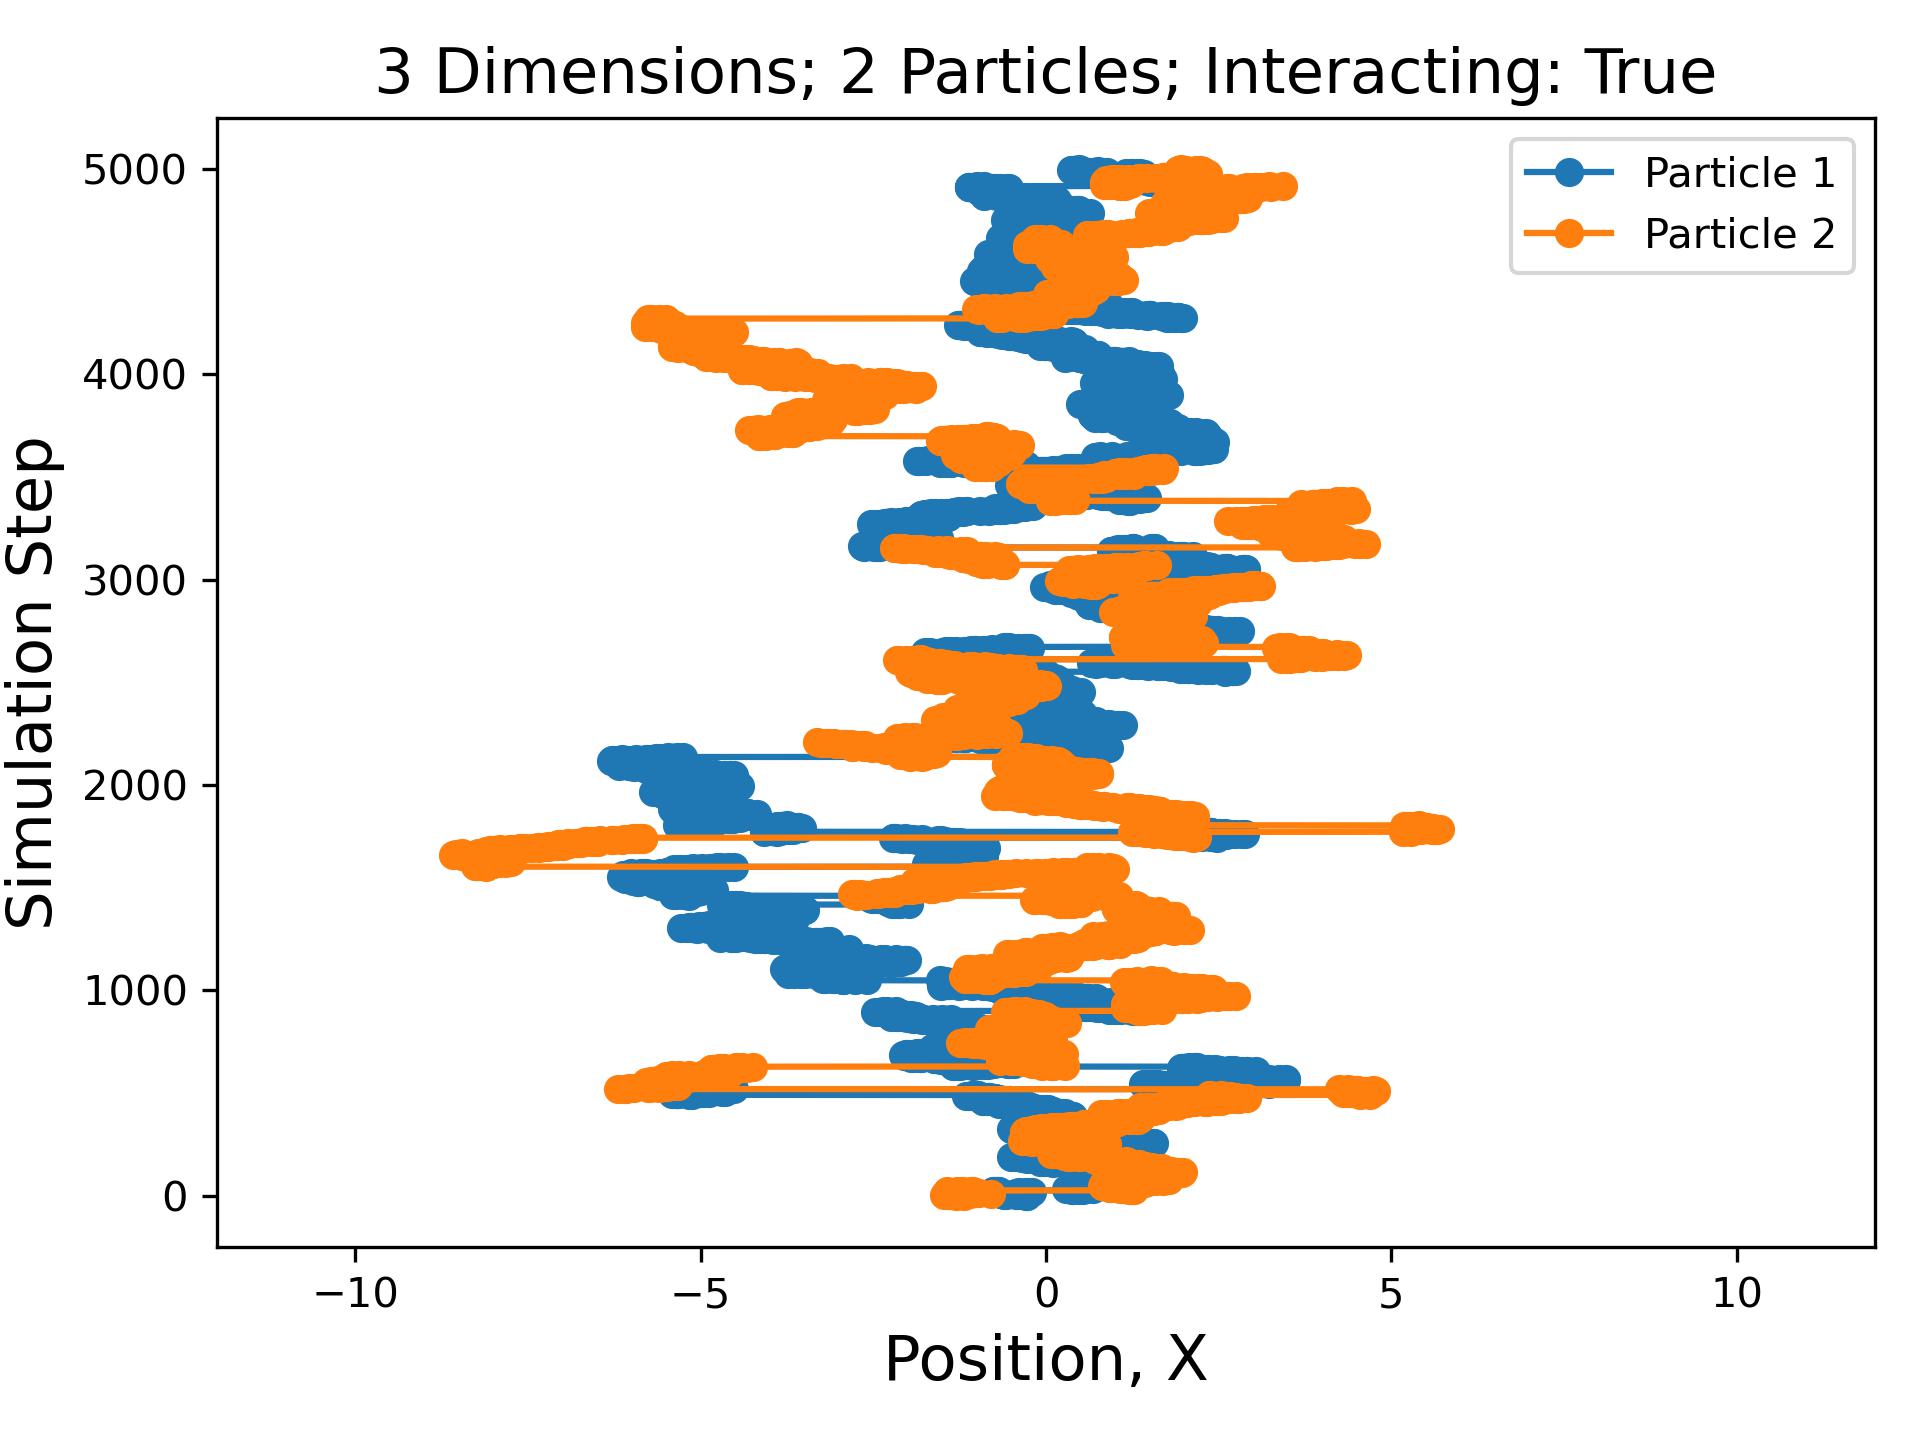 3 Dimensions; 2 Particles; Interacting: True
Particle 1
Particle 2
Simulation Step
5000
4000
3000
2000
1000
0
−10
−5
0
5
10
Position, X